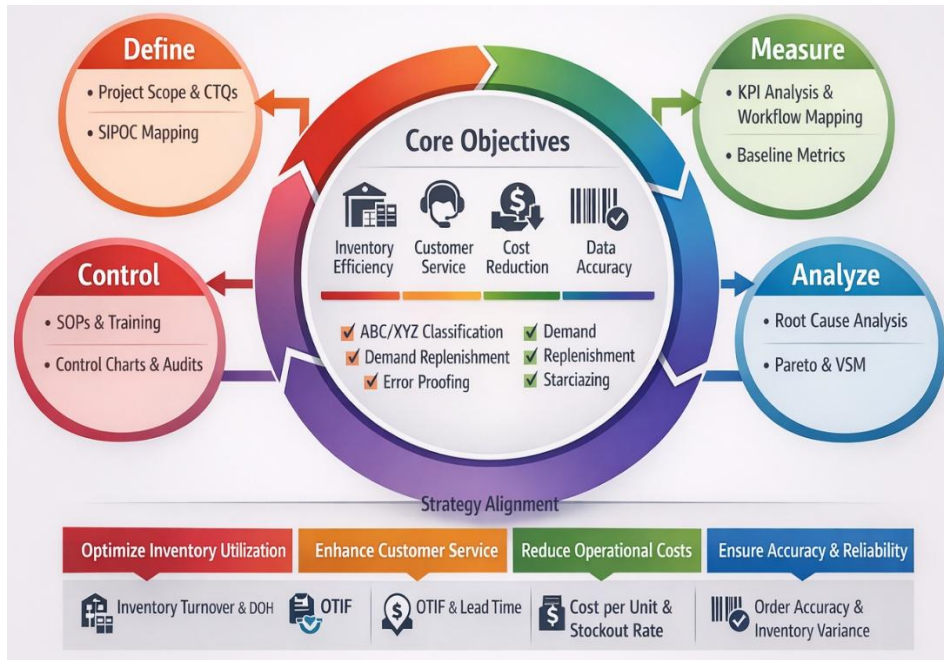 Define
• Project Scope & CTQs
• SIPOC Mapping
Measure
• KPI Analysis &
Workflow Mapping
• Baseline Metrics
Core Objectives
Inventory
Efficiency
Customer
Service
Cost
Reduction
Data
Accuracy
ABC/XYZ Classification
Demand Replenishment
Error Proofing
Demand
Replenishment
Starciazing
Control
• SOPs & Training
• Control Charts & Audits
Analyze
• Root Cause Analysis
• Pareto & VSM
Strategy Alignment
Optimize Inventory Utilization
Enhance Customer Service
Reduce Operational Costs
Ensure Accuracy & Reliability
Inventory Turnover & DOH
OTIF
OTIF & Lead Time
Cost per Unit &
Stockout Rate
Order Accuracy &
Inventory Variance